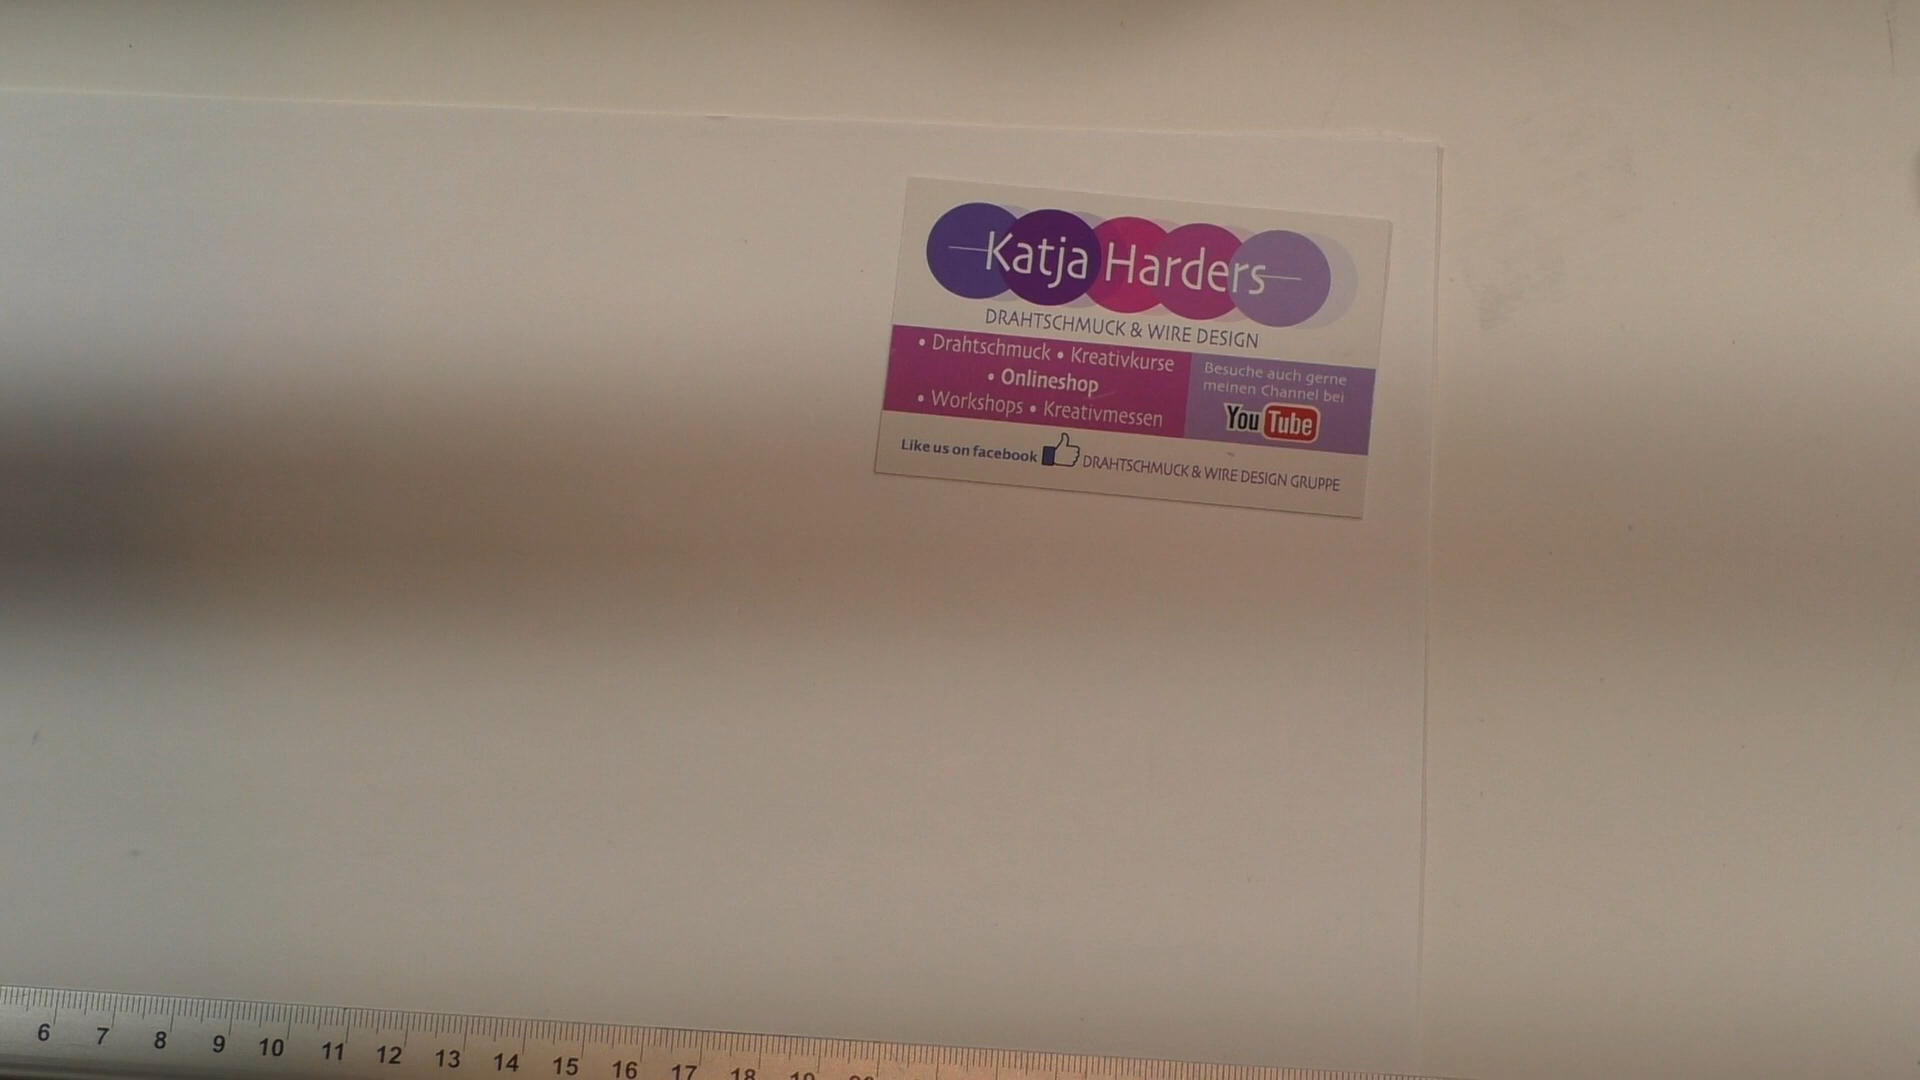 Katja Harders
DRAHTSCHMUCK & WIRE DESIGN
• Drahtschmuck • Kreativkurse
• Onlineshop
• Workshops • Kreativmessen
Besuche auch gerne
meinen Channel bei
YouTube
Like us on facebook DRAHTSCHMUCK & WIRE DESIGN GRUPPE
6 7 8 9 10 11 12 13 14 15 16 17 18 19 20